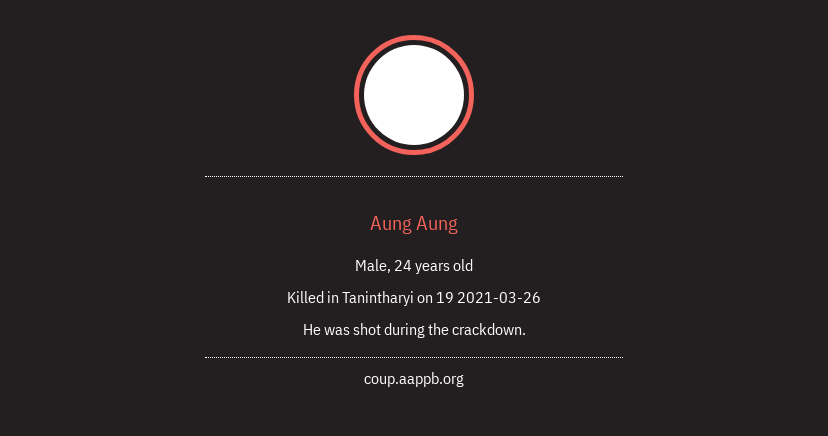 Aung Aung
Male, 24 years old
Killed in Tanintharyi on 19 2021-03-26
He was shot during the crackdown.
coup.aappb.org